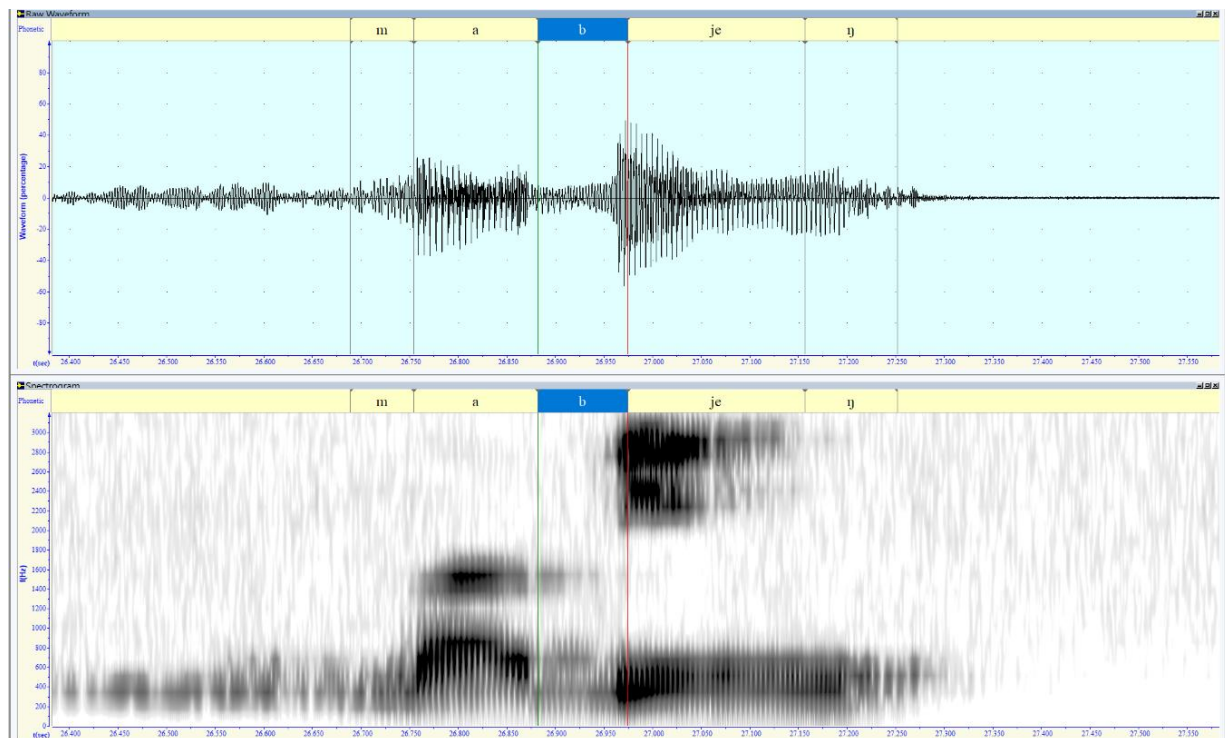 Raw Waveform
Phonetic
m a b je ŋ
80
60
40
20
0
-20
-40
-60
-80
Waveform (percentage)
t(sec) 26.400 26.450 26.500 26.550 26.600 26.650 26.700 26.750 26.800 26.850 26.900 26.950 27.000 27.050 27.100 27.150 27.200 27.250 27.300 27.350 27.400 27.450 27.500 27.550
Spectrogram
Phonetic
m a b je ŋ
3000
2800
2600
2400
2200
2000
1800
1600
1400
1200
1000
800
600
400
200
0
f(Hz)
t(sec) 26.400 26.450 26.500 26.550 26.600 26.650 26.700 26.750 26.800 26.850 26.900 26.950 27.000 27.050 27.100 27.150 27.200 27.250 27.300 27.350 27.400 27.450 27.500 27.550